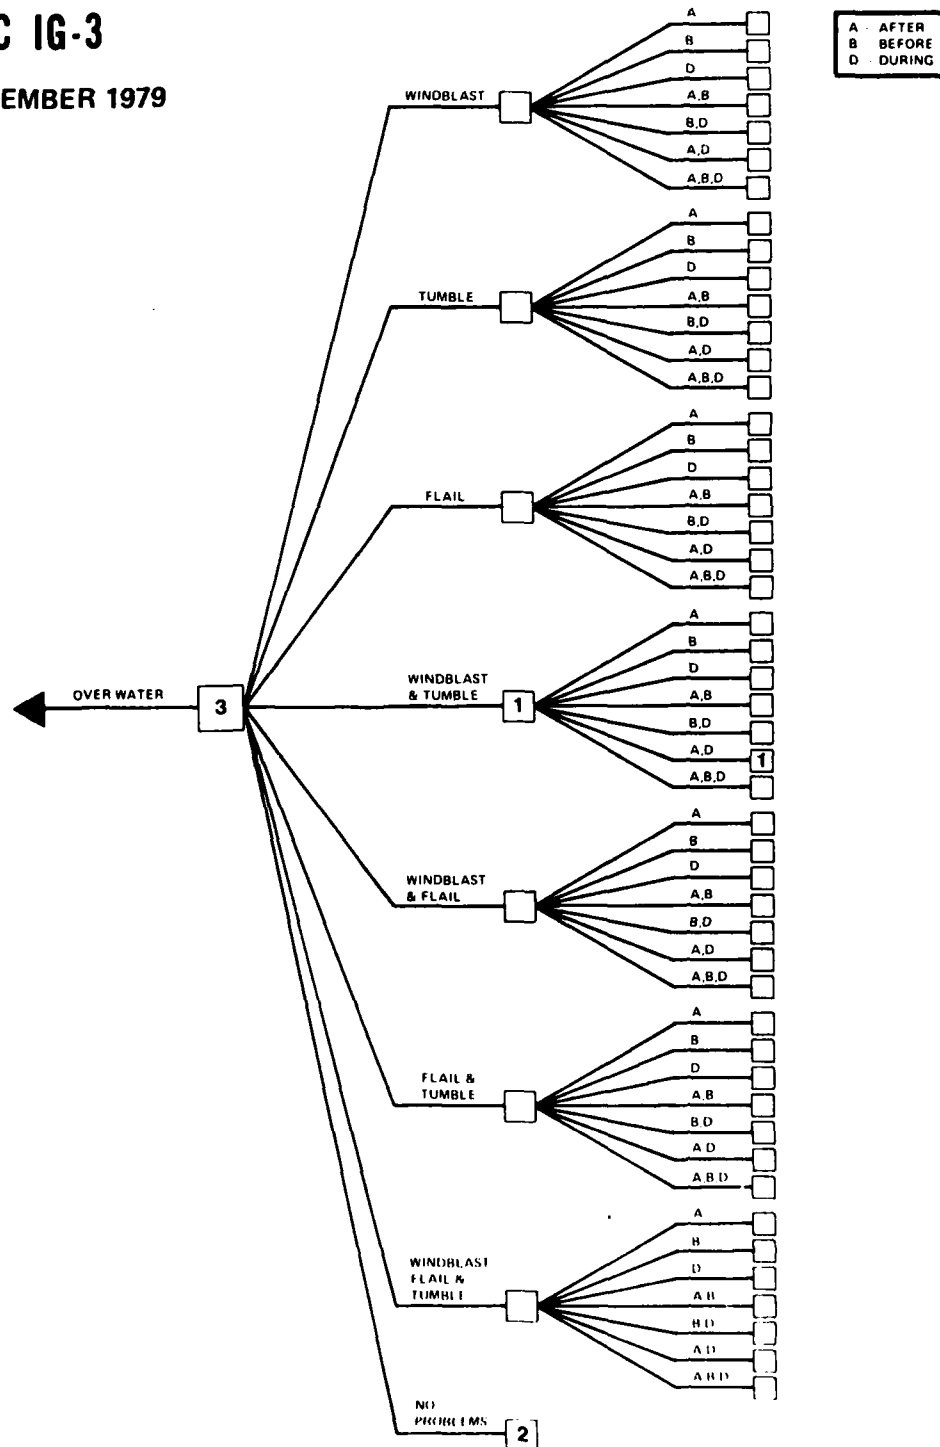 C IG-3
EMBER 1979
A - AFTER
B BEFORE
D - DURING
WINDBLAST
A
B
D
A,B
B,D
A,D
A,B,D
TUMBLE
A
B
D
A,B
B,D
A,D
A,B,D
FLAIL
A
B
D
A,B
B,D
A,D
A,B,D
OVER WATER
3
WINDBLAST
& TUMBLE
1
A
B
D
A,B
B,D
A,D
1
A,B,D
WINDBLAST
& FLAIL
A
B
D
A,B
B,D
A,D
A,B,D
FLAIL &
TUMBLE
A
B
D
A,B
B,D
A,D
A,B,D
WINDBLAST
FLAIL &
TUMBLE
A
B
D
A,B
B,D
A,D
A,B,D
NO
PROBLEMS
2